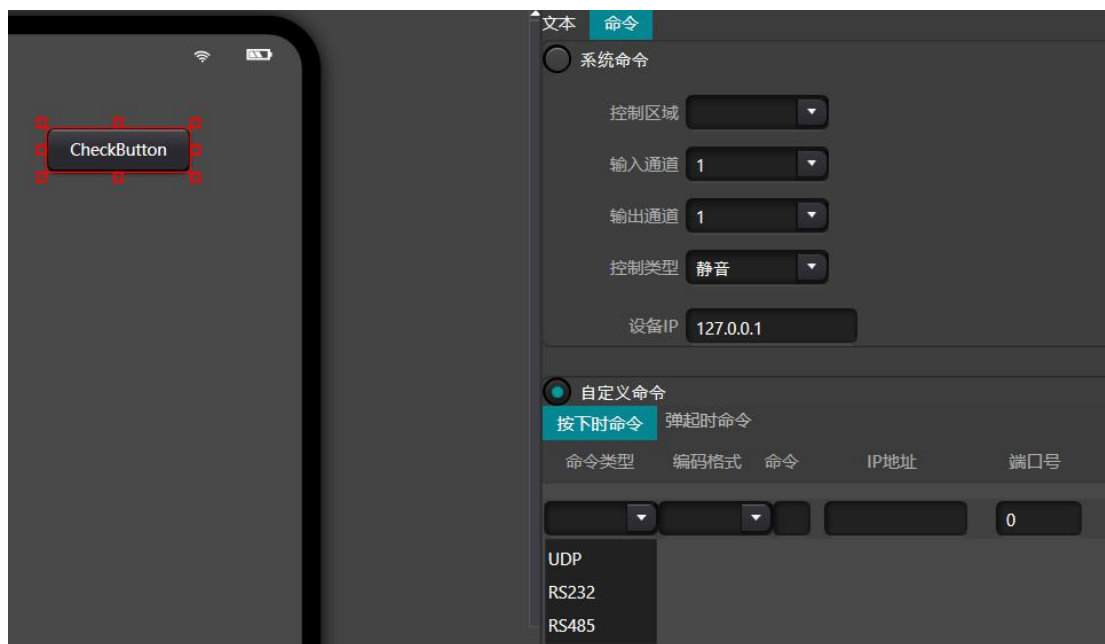 文本 命令
系统命令
控制区域
CheckButton
输入通道 1
输出通道 1
控制类型 静音
设备IP 127.0.0.1
自定义命令
按下时命令 弹起时命令
命令类型 编码格式 命令 IP地址 端口号
0
UDP
RS232
RS485